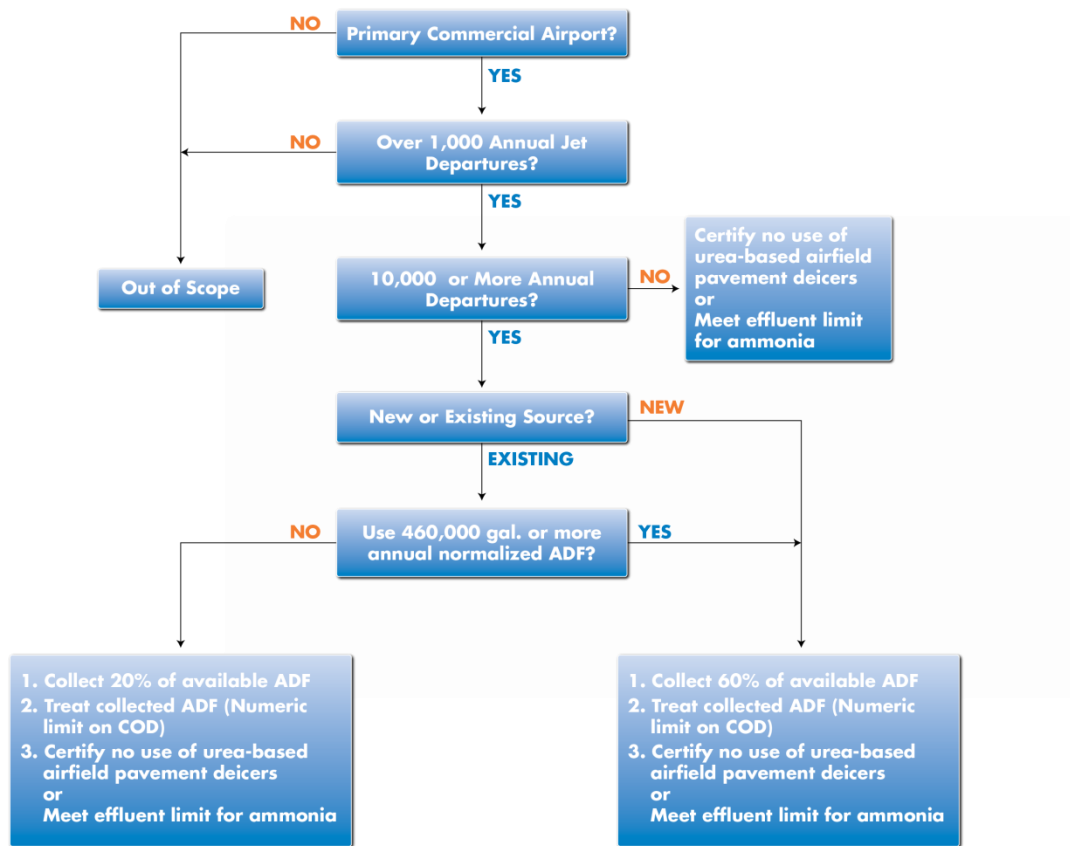 NO
Primary Commercial Airport?
YES
NO
Over 1,000 Annual Jet
Departures?
YES
Out of Scope
10,000 or More Annual
Departures?
NO
Certify no use of
urea-based airfield
pavement deicers
or
Meet effluent limit
for ammonia
YES
New or Existing Source?
NEW
EXISTING
NO
Use 460,000 gal. or more
annual normalized ADF?
YES
1. Collect 20% of available ADF
2. Treat collected ADF (Numeric
limit on COD)
3. Certify no use of urea-based
airfield pavement deicers
or
Meet effluent limit for ammonia
1. Collect 60% of available ADF
2. Treat collected ADF (Numeric
limit on COD)
3. Certify no use of urea-based
airfield pavement deicers
or
Meet effluent limit for ammonia